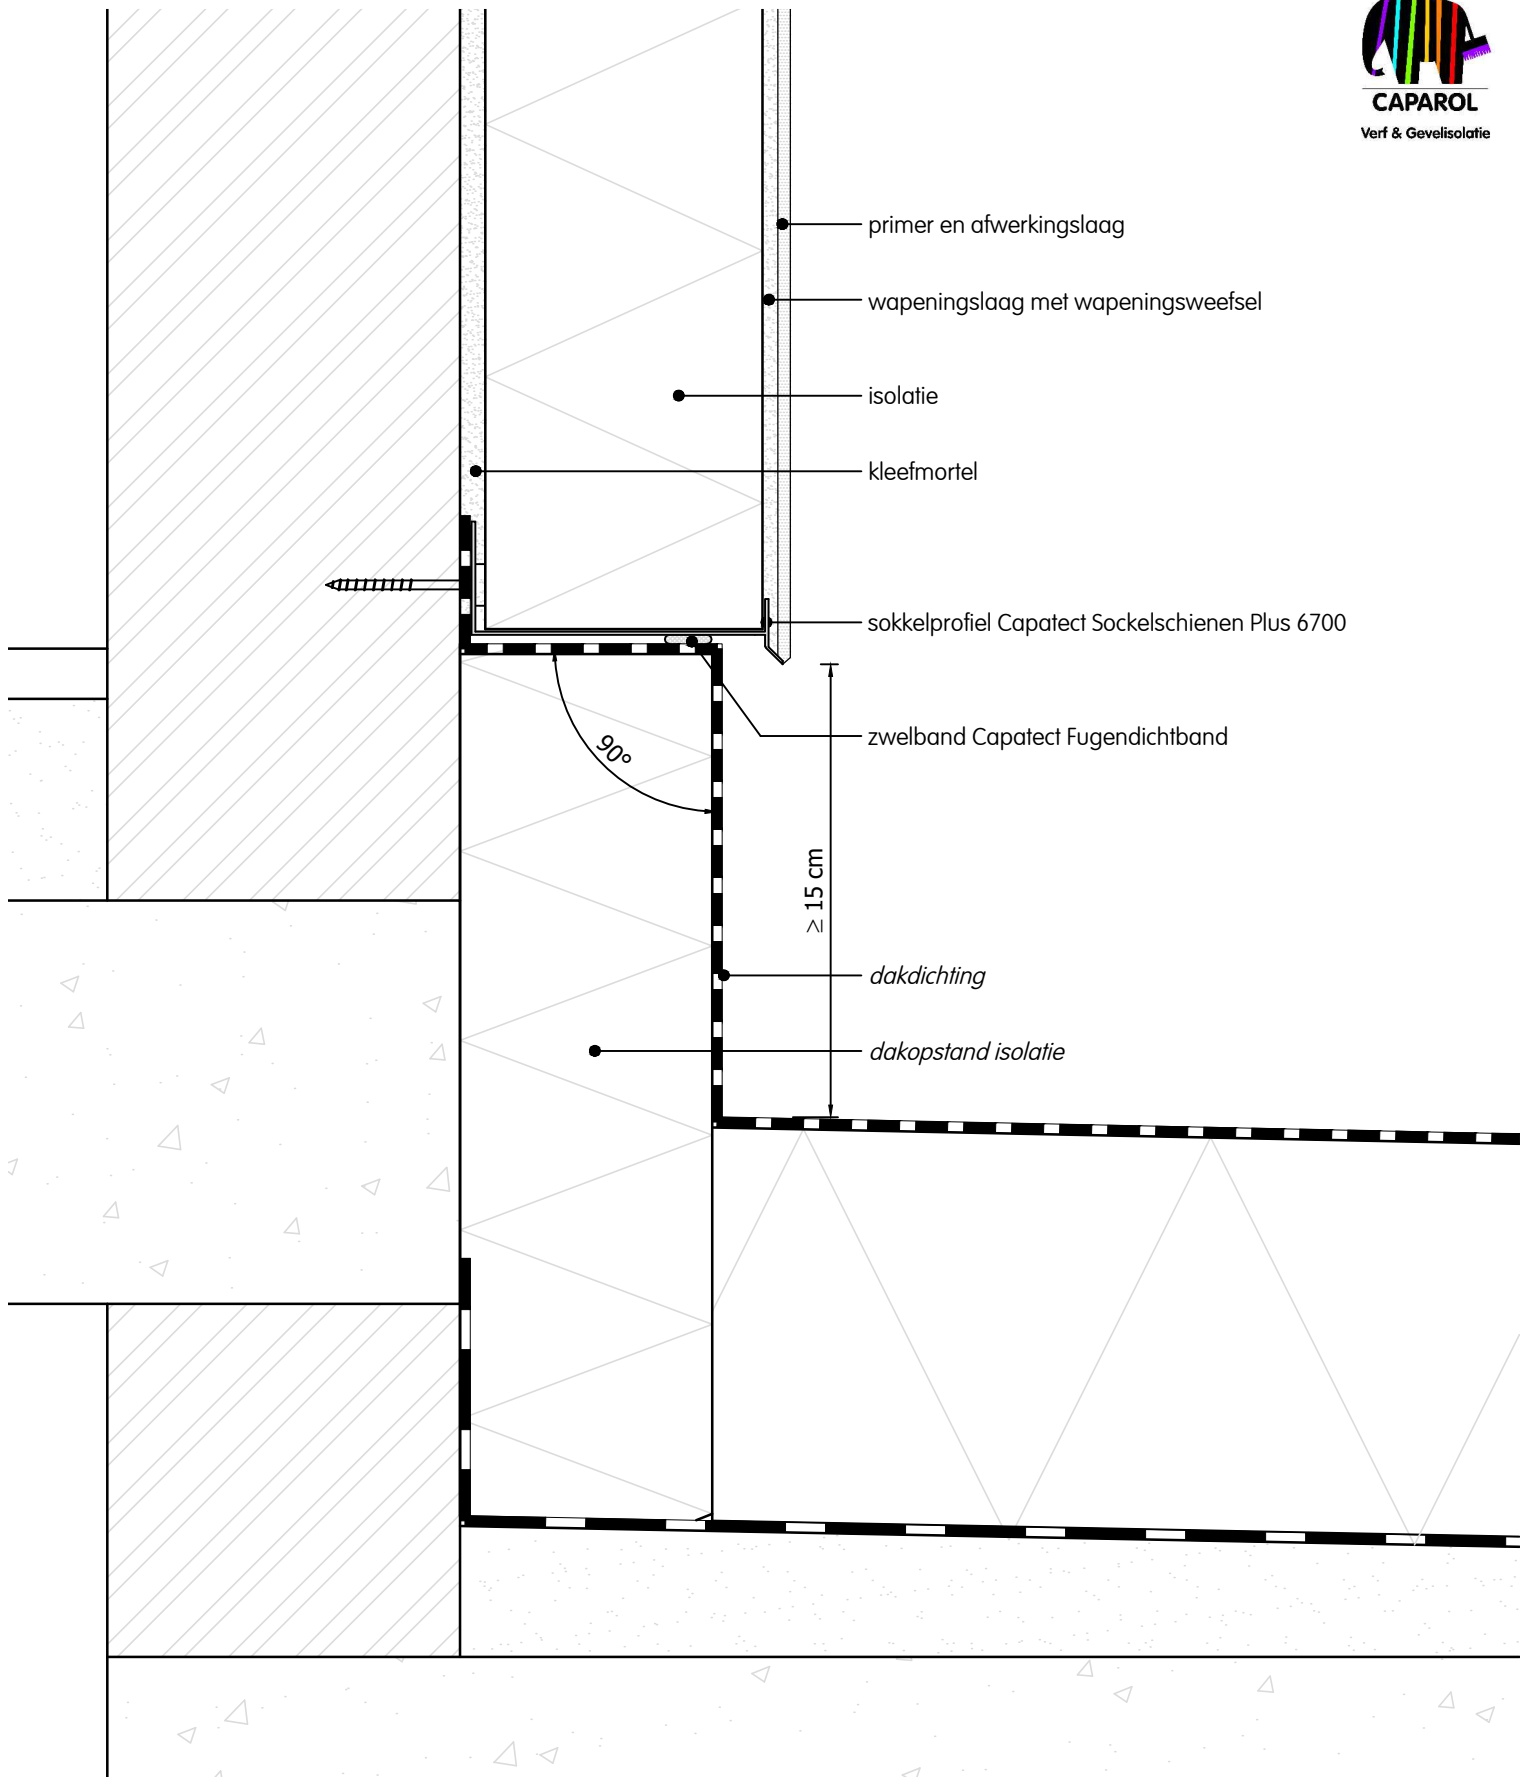 CAPAROL
Verf & Gevelisolatie
primer en afwerkingslaag
wapeningslaag met wapeningsweefsel
isolatie
kleefmortel
sokkelprofiel Capatect Sockelschienen Plus 6700
zwelband Capatect Fugendichtband
90°
≥ 15 cm
dakdichting
dakopstand isolatie